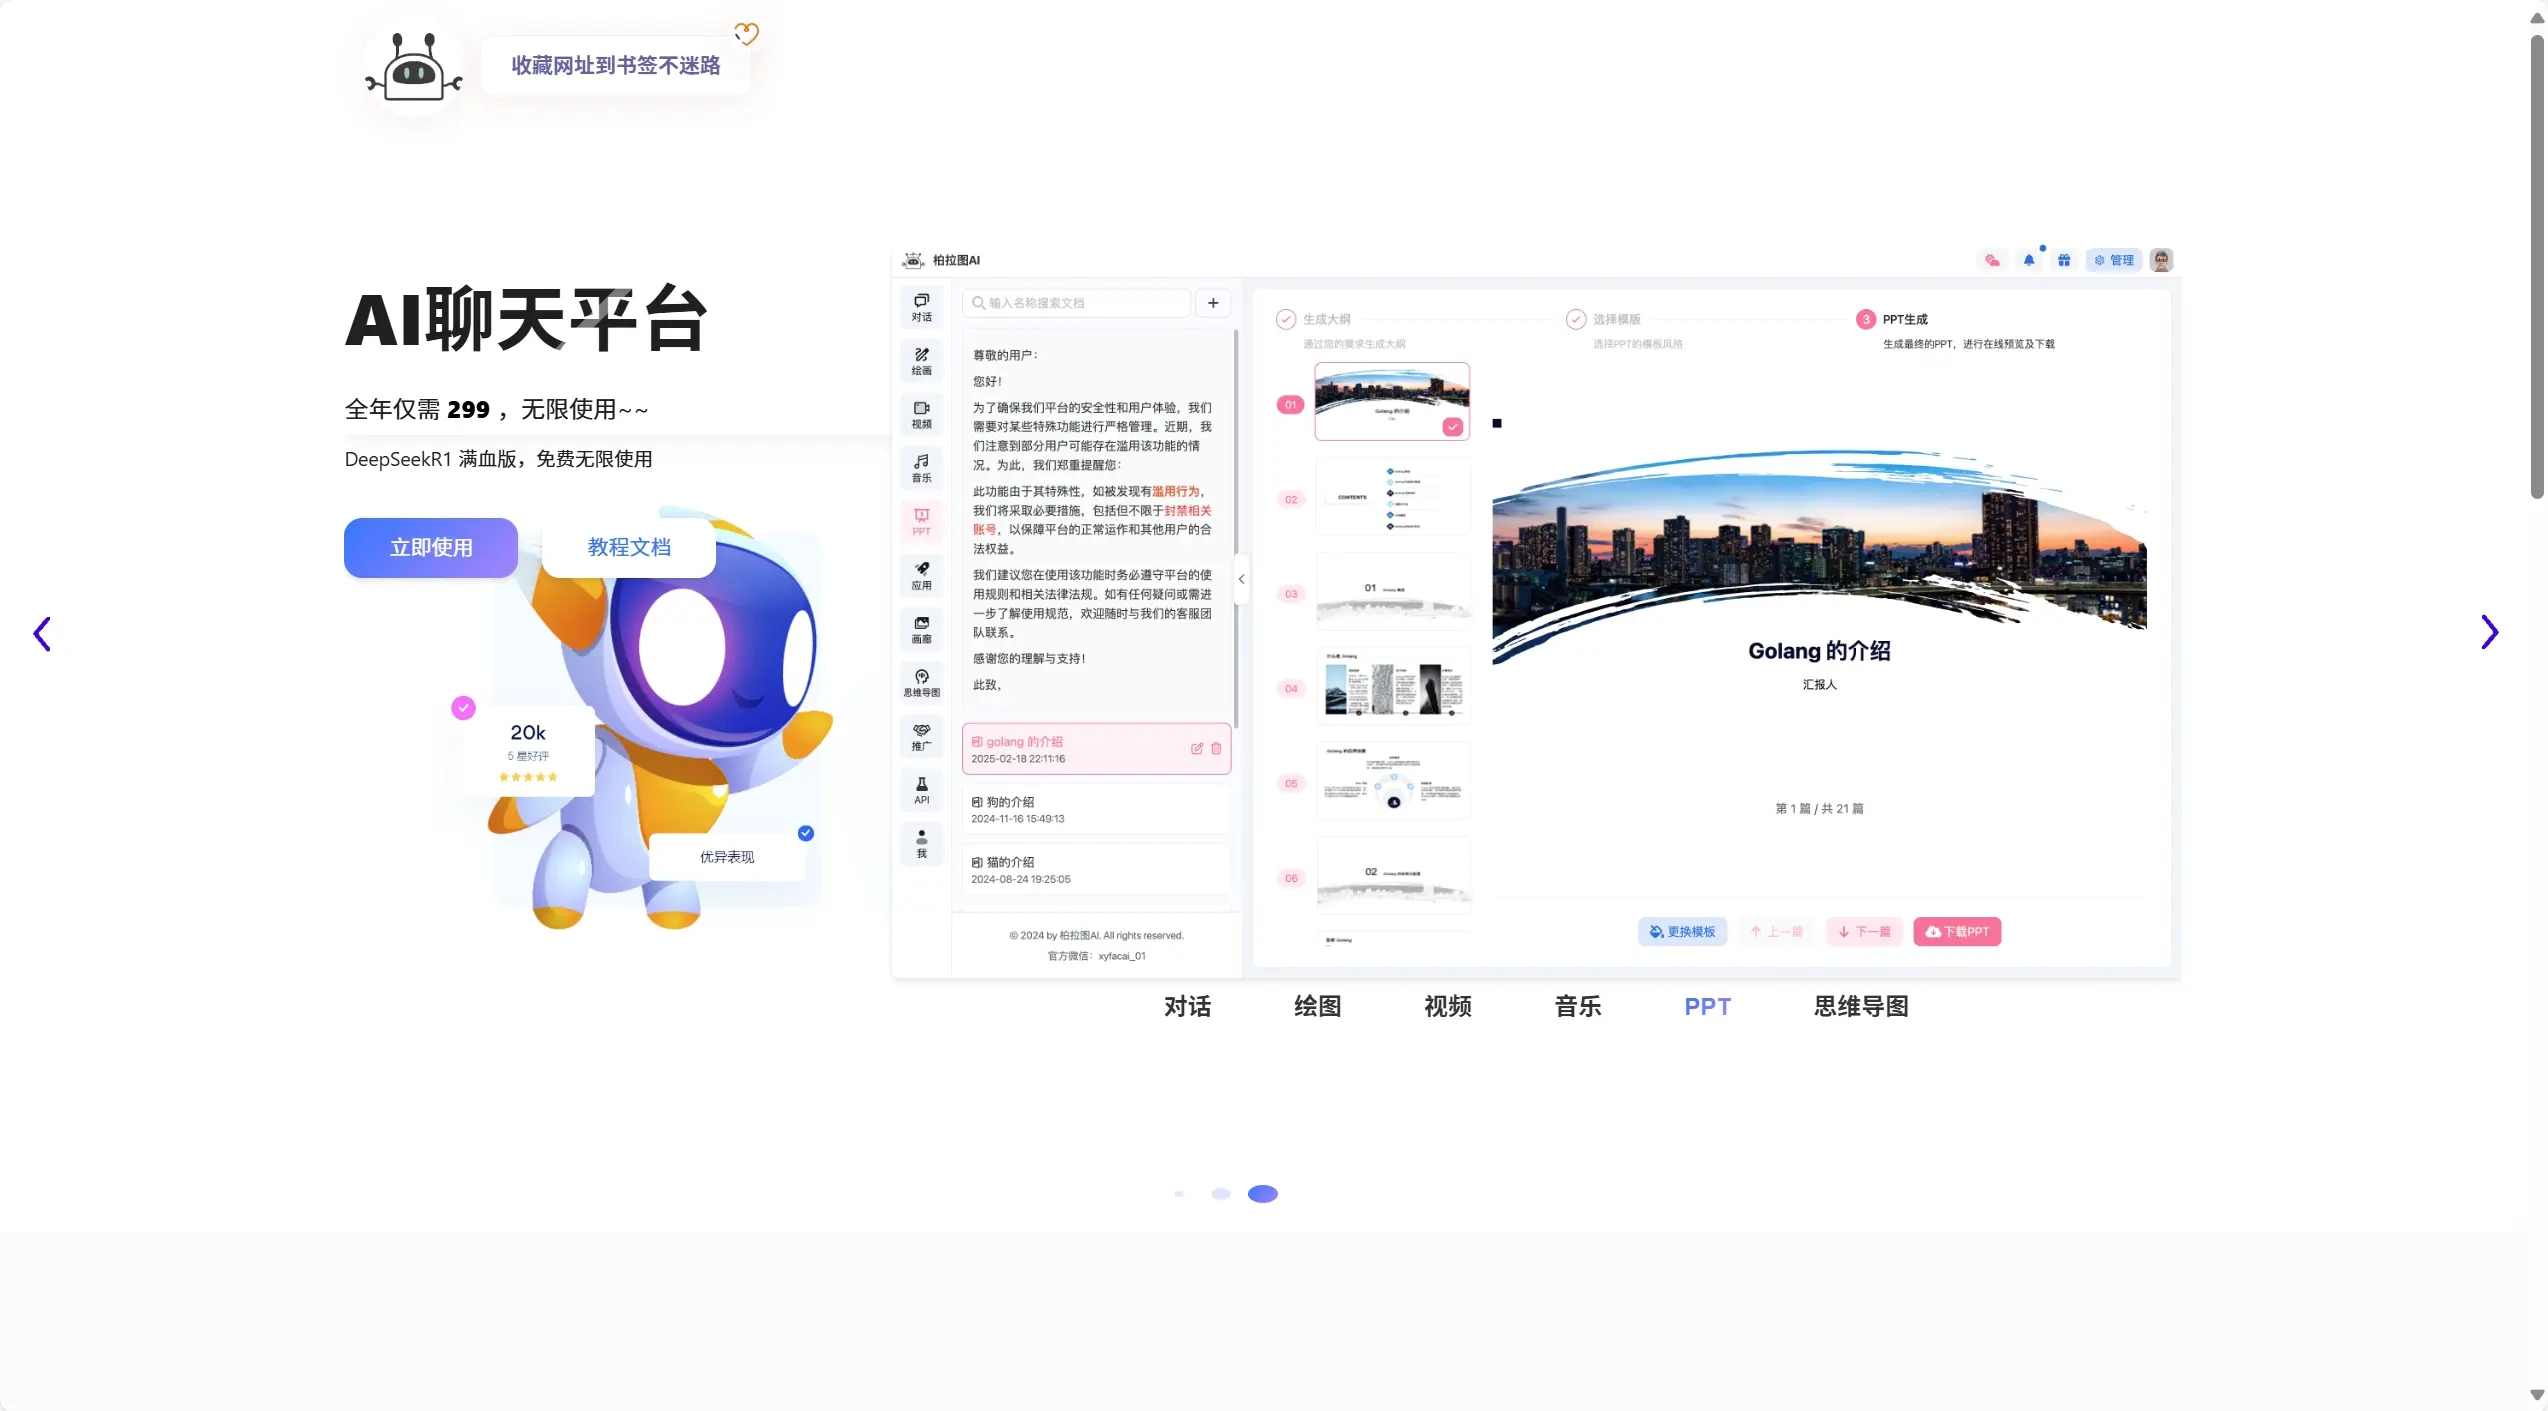 收藏网址到书签不迷路
AI聊天平台
全年仅需 299 ，无限使用~~
DeepSeekR1 满血版，免费无限使用
立即使用
教程文档
20k
5 星好评
优异表现
柏拉图AI
管理
对话
绘画
视频
音乐
PPT
应用
画廊
思维导图
推广
API
我
输入名称搜索文档
尊敬的用户：
您好！
为了确保我们平台的安全性和用户体验，我们
需要对某些特殊功能进行严格管理。近期，我
们注意到部分用户可能存在滥用该功能的情
况。为此，我们郑重提醒您：
此功能由于其特殊性，如被发现有滥用行为，
我们将采取必要措施，包括但不限于封禁相关
账号，以保障平台的正常运作和其他用户的合
法权益。
我们建议您在使用该功能时务必遵守平台的使
用规则和相关法律法规。如有任何疑问或需进
一步了解使用规范，欢迎随时与我们的客服团
队联系。
感谢您的理解与支持！
此致，
golang 的介绍
2025-02-18 22:11:16
狗的介绍
2024-11-16 15:49:13
猫的介绍
2024-08-24 19:25:05
© 2024 by 柏拉图AI. All rights reserved.
官方微信：xyfacai_01
生成大纲
通过您的要求生成大纲
选择模版
选择PPT的模板风格
3 PPT生成
生成最终的PPT，进行在线预览及下载
01
Golang 的介绍
02
CONTENTS
03
01
04
什么是 Golang
05
06
02
Golang 的介绍
汇报人
第 1 篇 / 共 21 篇
更换模板
上一篇
下一篇
下载PPT
对话
绘图
视频
音乐
PPT
思维导图